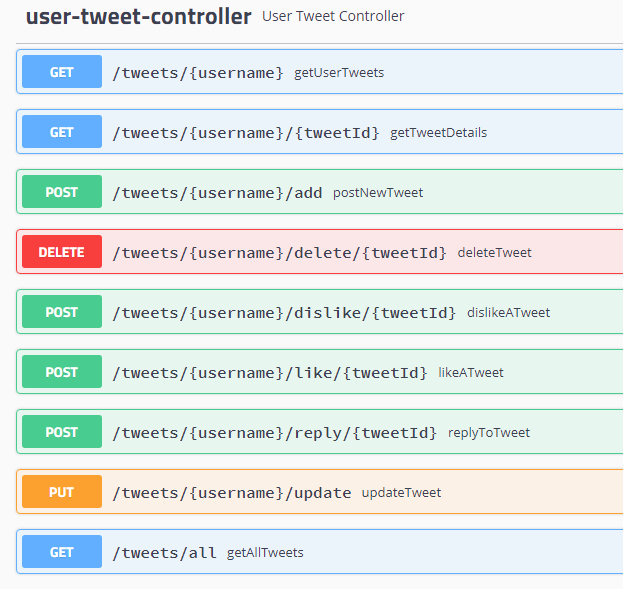 user-tweet-controller User Tweet Controller
GET /tweets/{username} getUserTweets
GET /tweets/{username}/{tweetId} getTweetDetails
POST /tweets/{username}/add postNewTweet
DELETE /tweets/{username}/delete/{tweetId} deleteTweet
POST /tweets/{username}/dislike/{tweetId} dislikeATweet
POST /tweets/{username}/like/{tweetId} likeATweet
POST /tweets/{username}/reply/{tweetId} replyToTweet
PUT /tweets/{username}/update updateTweet
GET /tweets/all getAllTweets